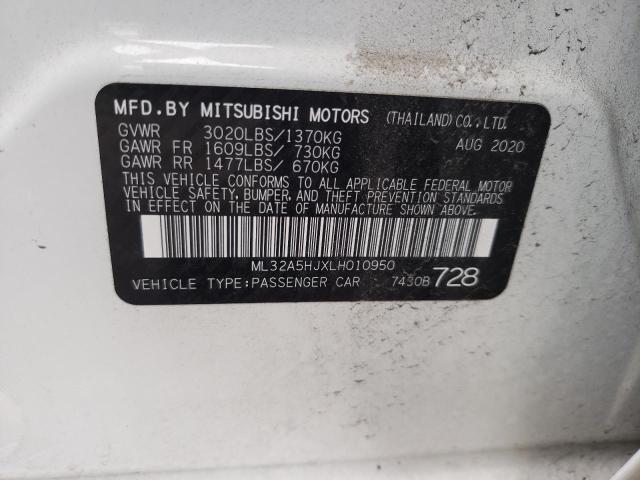 MFD. BY MITSUBISHI MOTORS (THAILAND) CO., LTD.
GVWR 3020LBS/1370KG AUG 2020
GAWR FR 1609LBS/ 730KG
GAWR RR 1477LBS/ 670KG
THIS VEHICLE CONFORMS TO ALL APPLICABLE FEDERAL MOTOR
VEHICLE SAFETY, BUMPER, AND THEFT PREVENTION STANDARDS
IN EFFECT ON THE DATE OF MANUFACTURE SHOWN ABOVE.
ML32A5HJXLH010950
VEHICLE TYPE:PASSENGER CAR 7430B 728